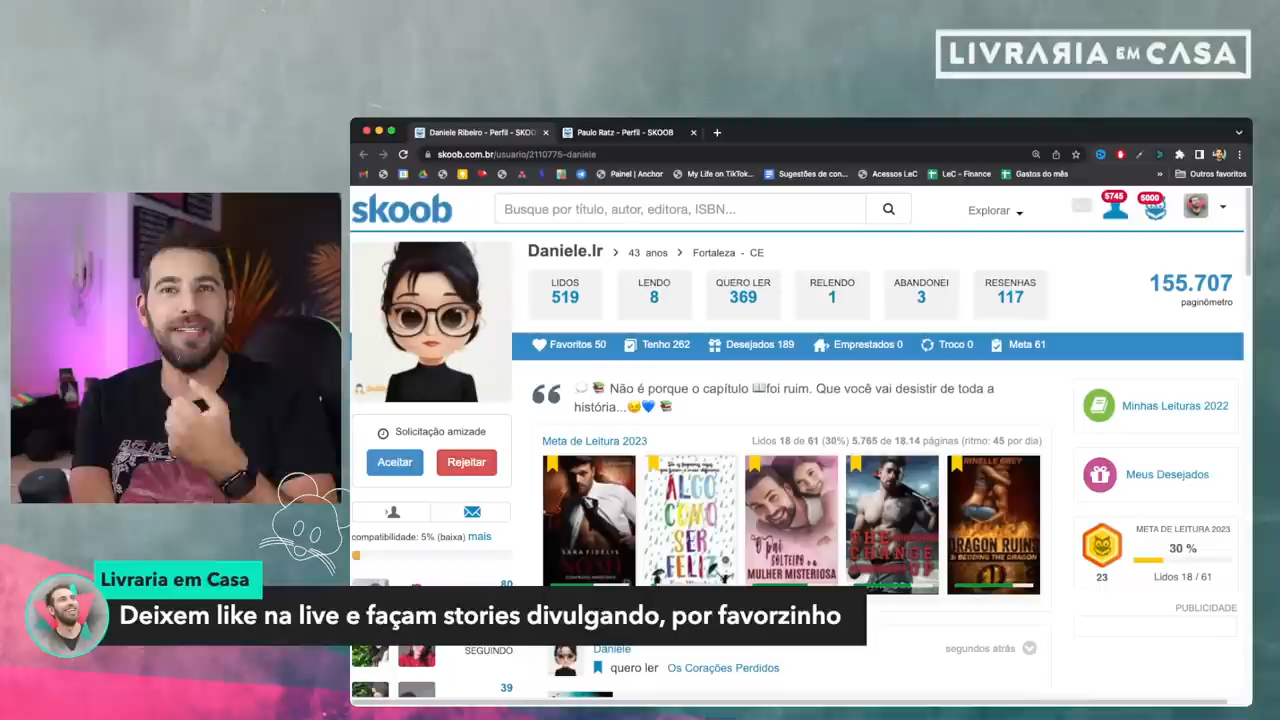 LIVRARIA EM CASA
Daniele Ribeiro - Perfil - SKOO
Paulo Ratz - Perfil - SKOOB
skoob.com.br/usuario/2110775-daniele
Painel | Anchor
My Life on TikTok...
Sugestões de con...
Acessos LeC
LeC - Finance
Gastos do mês
»
Outros favoritos
skoob
Busque por título, autor, editora, ISBN...
Explorar
5745
5000
Daniele.lr > 43 anos > Fortaleza - CE
LIDOS
519
LENDO
8
QUERO LER
369
RELENDO
1
ABANDONEI
3
RESENHAS
117
155.707
paginômetro
Favoritos 50
Tenho 262
Desejados 189
Emprestados 0
Troco 0
Meta 61
Não é porque o capítulo foi ruim. Que você vai desistir de toda a
história...
Solicitação amizade
Aceitar
Rejeitar
compatibilidade: 5% (baixa) mais
80
SEGUINDO
39
Meta de Leitura 2023
Lidos 18 de 61 (30%) 5.765 de 18.14 páginas (ritmo: 45 por dia)
SARA FIDÉLIS
ALGO
COMO
SER
FELIZ
O pai
SOLTEIRO
MULHER MISTERIOSA
THE
CHANGE
DRAGON RUINS
Minhas Leituras 2022
Meus Desejados
META DE LEITURA 2023
30 %
23
Lidos 18 / 61
PUBLICIDADE
Daniele
segundos atrás
quero ler Os Corações Perdidos
Livraria em Casa
Deixem like na live e façam stories divulgando, por favorzinho